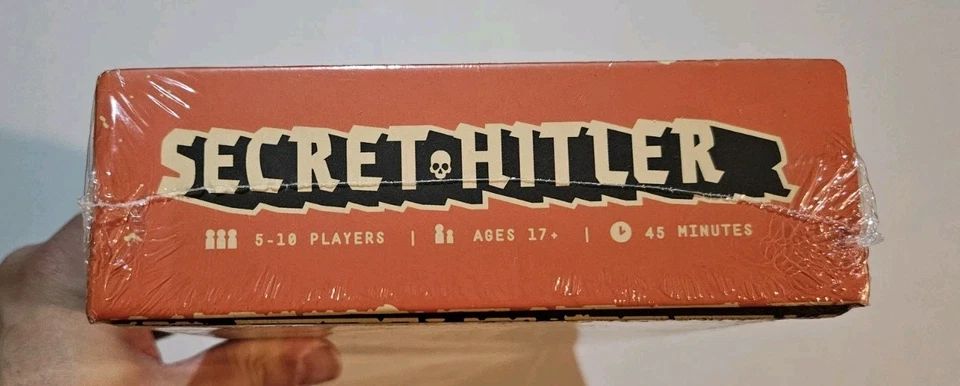 SECRET HITLER
5-10 PLAYERS | AGES 17+ | 45 MINUTES